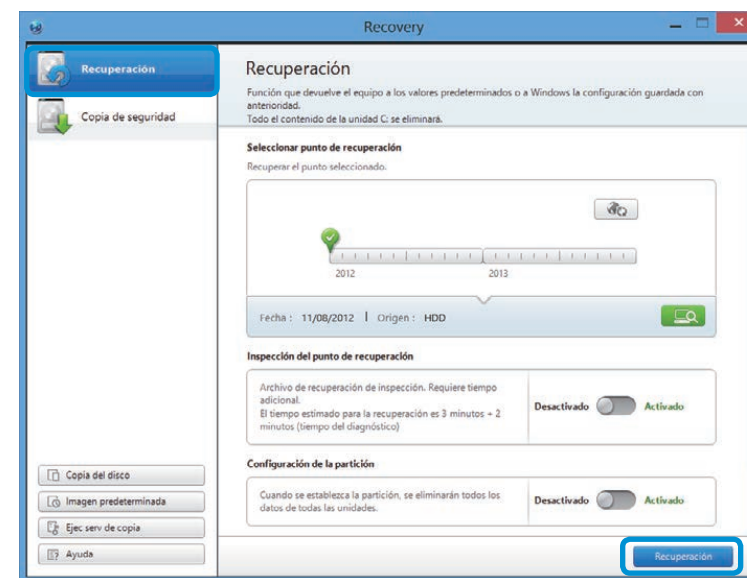 Recovery
Recuperación
Copia de seguridad
Copia del disco
Imagen predeterminada
Ejec serv de copia
Ayuda
Recuperación
Función que devuelve el equipo a los valores predeterminados o a Windows la configuración guardada con
anterioridad.
Todo el contenido de la unidad C: se eliminará.
Seleccionar punto de recuperación
Recuperar el punto seleccionado.
2012 2013
Fecha : 11/08/2012 | Origen : HDD
Inspección del punto de recuperación
Archivo de recuperación de inspección. Requiere tiempo
adicional.
El tiempo estimado para la recuperación es 3 minutos + 2
minutos (tiempo del diagnóstico)
Desactivado Activado
Configuración de la partición
Cuando se establezca la partición, se eliminarán todos los
datos de todas las unidades.
Desactivado Activado
Recuperación